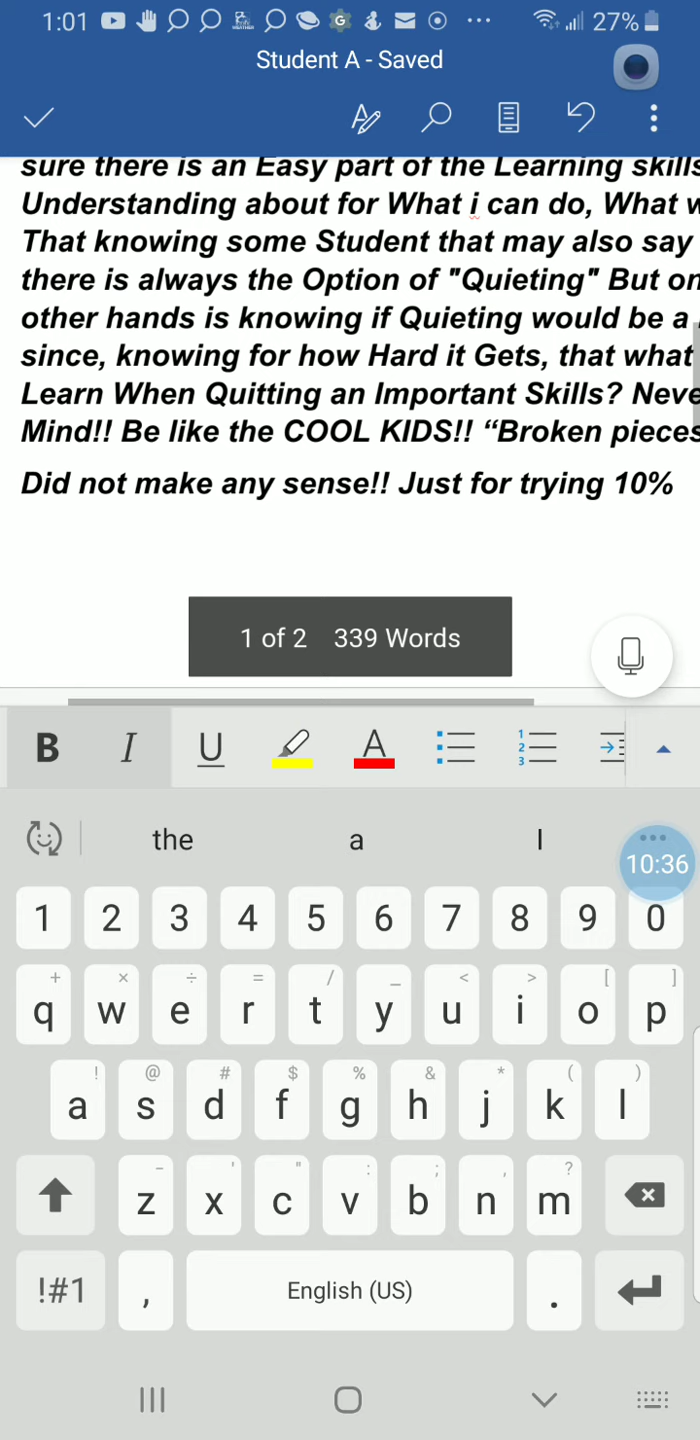 1:01 27%
Student A - Saved
sure there is an Easy part of the Learning skills
Understanding about for What i can do, What w
That knowing some Student that may also say
there is always the Option of "Quieting" But on
other hands is knowing if Quieting would be a
since, knowing for how Hard it Gets, that what
Learn When Quitting an Important Skills? Neve
Mind!! Be like the COOL KIDS!! “Broken pieces
Did not make any sense!! Just for trying 10%
1 of 2 339 Words
B I U A
1
2
3
the a I
10:36
1 2 3 4 5 6 7 8 9 0
+ × ÷ = / _ < > [ ]
q w e r t y u i o p
! @ # $ % & * ( )
a s d f g h j k l
- ' " : ; , ?
z x c v b n m
!#1 , English (US) .